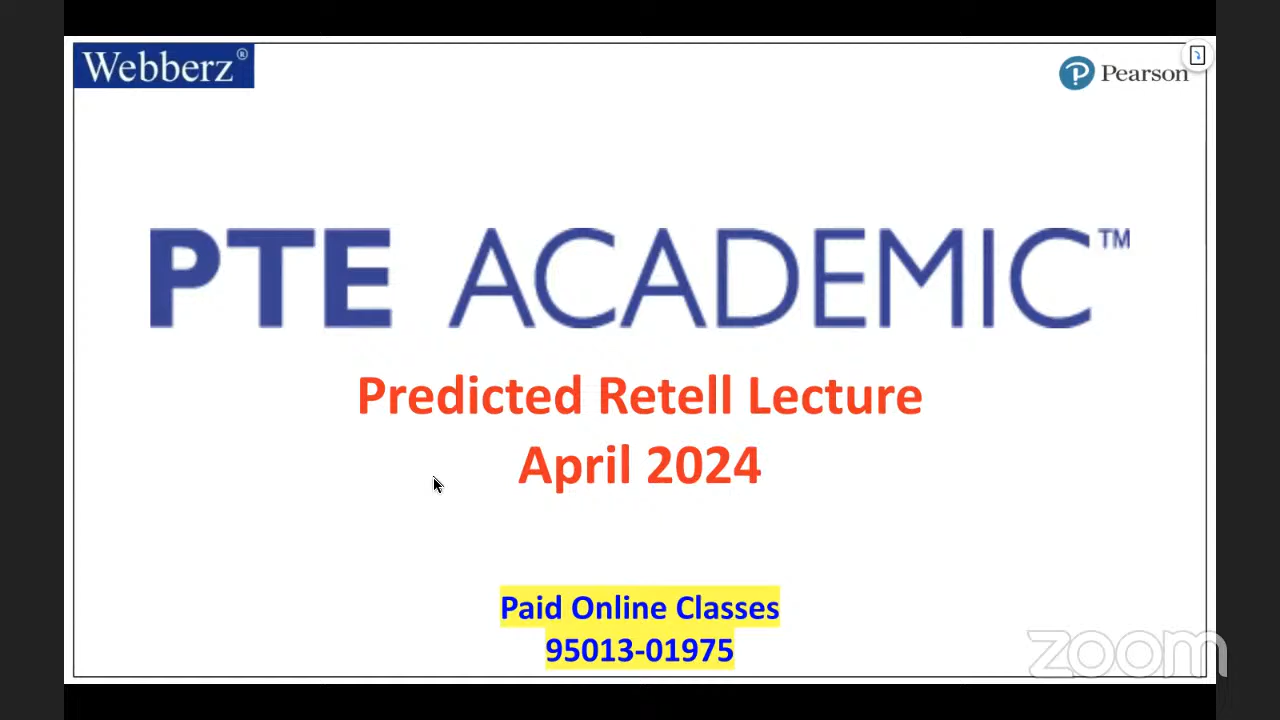 Webberz®
Pearson
PTE ACADEMIC™
Predicted Retell Lecture
April 2024
Paid Online Classes
95013-01975
zoom